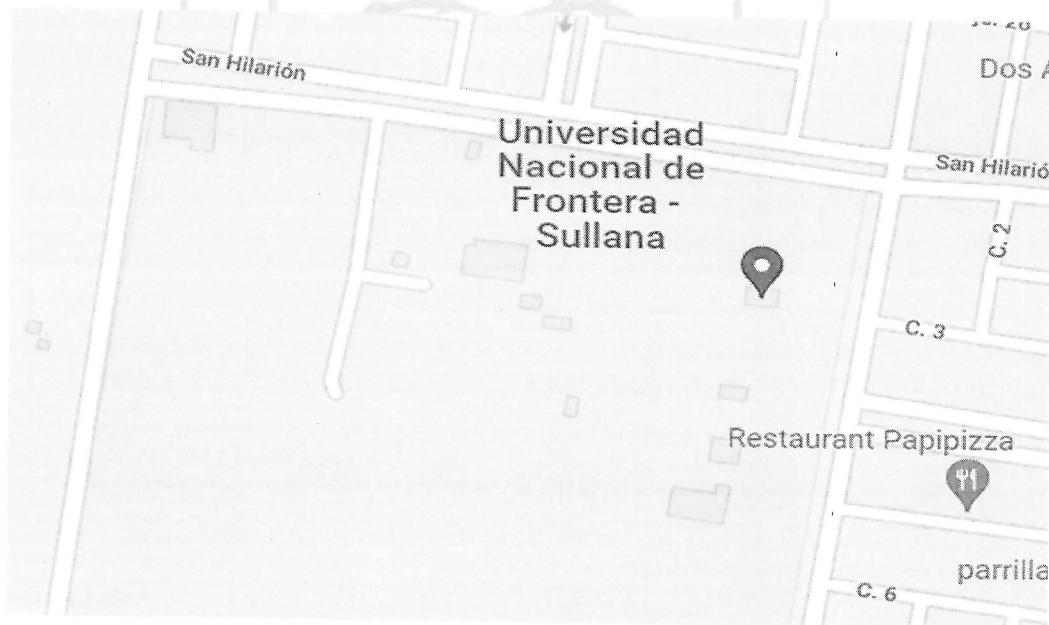 San Hilarión
Dos A
Universidad
Nacional de
Frontera -
Sullana
San Hilarió
C. 2
C. 3
Restaurant Papipizza
parrilla
C. 6